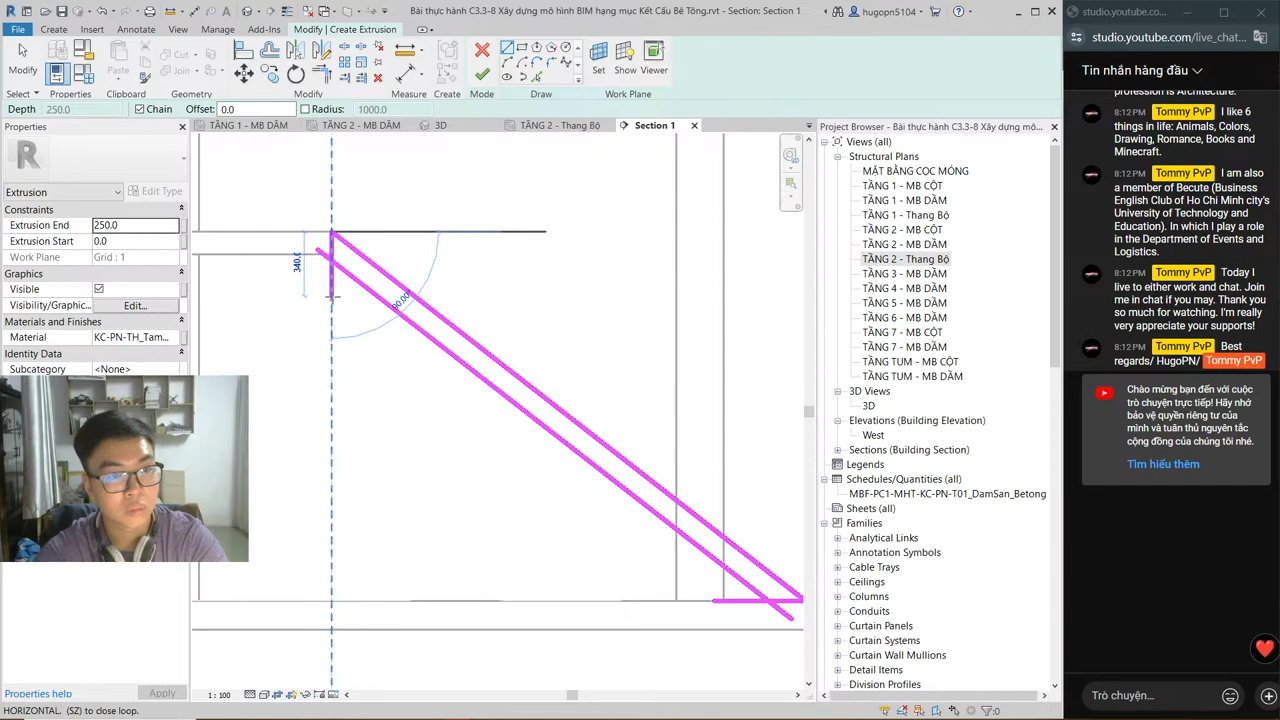 Bài thực hành C3.3-8 Xây dựng mô hình BIM hạng mục Kết Cấu Bê Tông.rvt - Section: Section 1
hugopn5104
File Create Insert Annotate View Manage Add-Ins Modify | Create Extrusion
Modify
Paste
Cut
Join
Set Show Viewer
Select Properties Clipboard Geometry Modify Measure Create Mode Draw Work Plane
Depth 250.0 Chain Offset: 0.0 Radius: 1000.0
Properties
TẦNG 1 - MB DẦM TẦNG 2 - MB DẦM 3D TẦNG 2 - Thang Bộ Section 1
Extrusion Edit Type
Constraints
Extrusion End 250.0
Extrusion Start 0.0
Work Plane Grid : 1
Graphics
Visible
Visibility/Graphic... Edit...
Materials and Finishes
Material KC-PN-TH_Tam...
Identity Data
Subcategory <None>
Properties help Apply
340.0
90.00°
1 : 100
HORIZONTAL. (SZ) to close loop.
:0
Project Browser - Bài thực hành C3.3-8 Xây dựng mô...
Views (all)
Structural Plans
MẶT BẰNG CỌC MÓNG
TẦNG 1 - MB CỘT
TẦNG 1 - MB DẦM
TẦNG 1 - Thang Bộ
TẦNG 2 - MB CỘT
TẦNG 2 - MB DẦM
TẦNG 2 - Thang Bộ
TẦNG 3 - MB DẦM
TẦNG 4 - MB DẦM
TẦNG 5 - MB DẦM
TẦNG 6 - MB DẦM
TẦNG 7 - MB CỘT
TẦNG 7 - MB DẦM
TẦNG TUM - MB CỘT
TẦNG TUM - MB DẦM
3D Views
3D
Elevations (Building Elevation)
West
Sections (Building Section)
Legends
Schedules/Quantities (all)
MBF-PC1-MHT-KC-PN-T01_DamSan_Betong
Sheets (all)
Families
Analytical Links
Annotation Symbols
Cable Trays
Ceilings
Columns
Conduits
Curtain Panels
Curtain Systems
Curtain Wall Mullions
Detail Items
Division Profiles
studio.youtube.co...
studio.youtube.com/live_chat...
Tin nhắn hàng đầu
profession is Architecture.
8:12 PM Tommy PvP I like 6
things in life: Animals, Colors,
Drawing, Romance, Books and
Minecraft.
8:12 PM Tommy PvP I am also
a member of Becute (Business
English Club of Ho Chi Minh city's
University of Technology and
Education). In which I play a role
in the Department of Events and
Logistics.
8:12 PM Tommy PvP Today I
live to either work and chat. Join
me in chat if you may. Thank you
so much for watching. I'm really
very appreciate your supports!
8:12 PM Tommy PvP Best
regards/ HugoPN/ Tommy PvP
Chào mừng bạn đến với cuộc
trò chuyện trực tiếp! Hãy nhớ
bảo vệ quyền riêng tư của
mình và tuân thủ nguyên tắc
cộng đồng của chúng tôi nhé.
Tìm hiểu thêm
Trò chuyện...